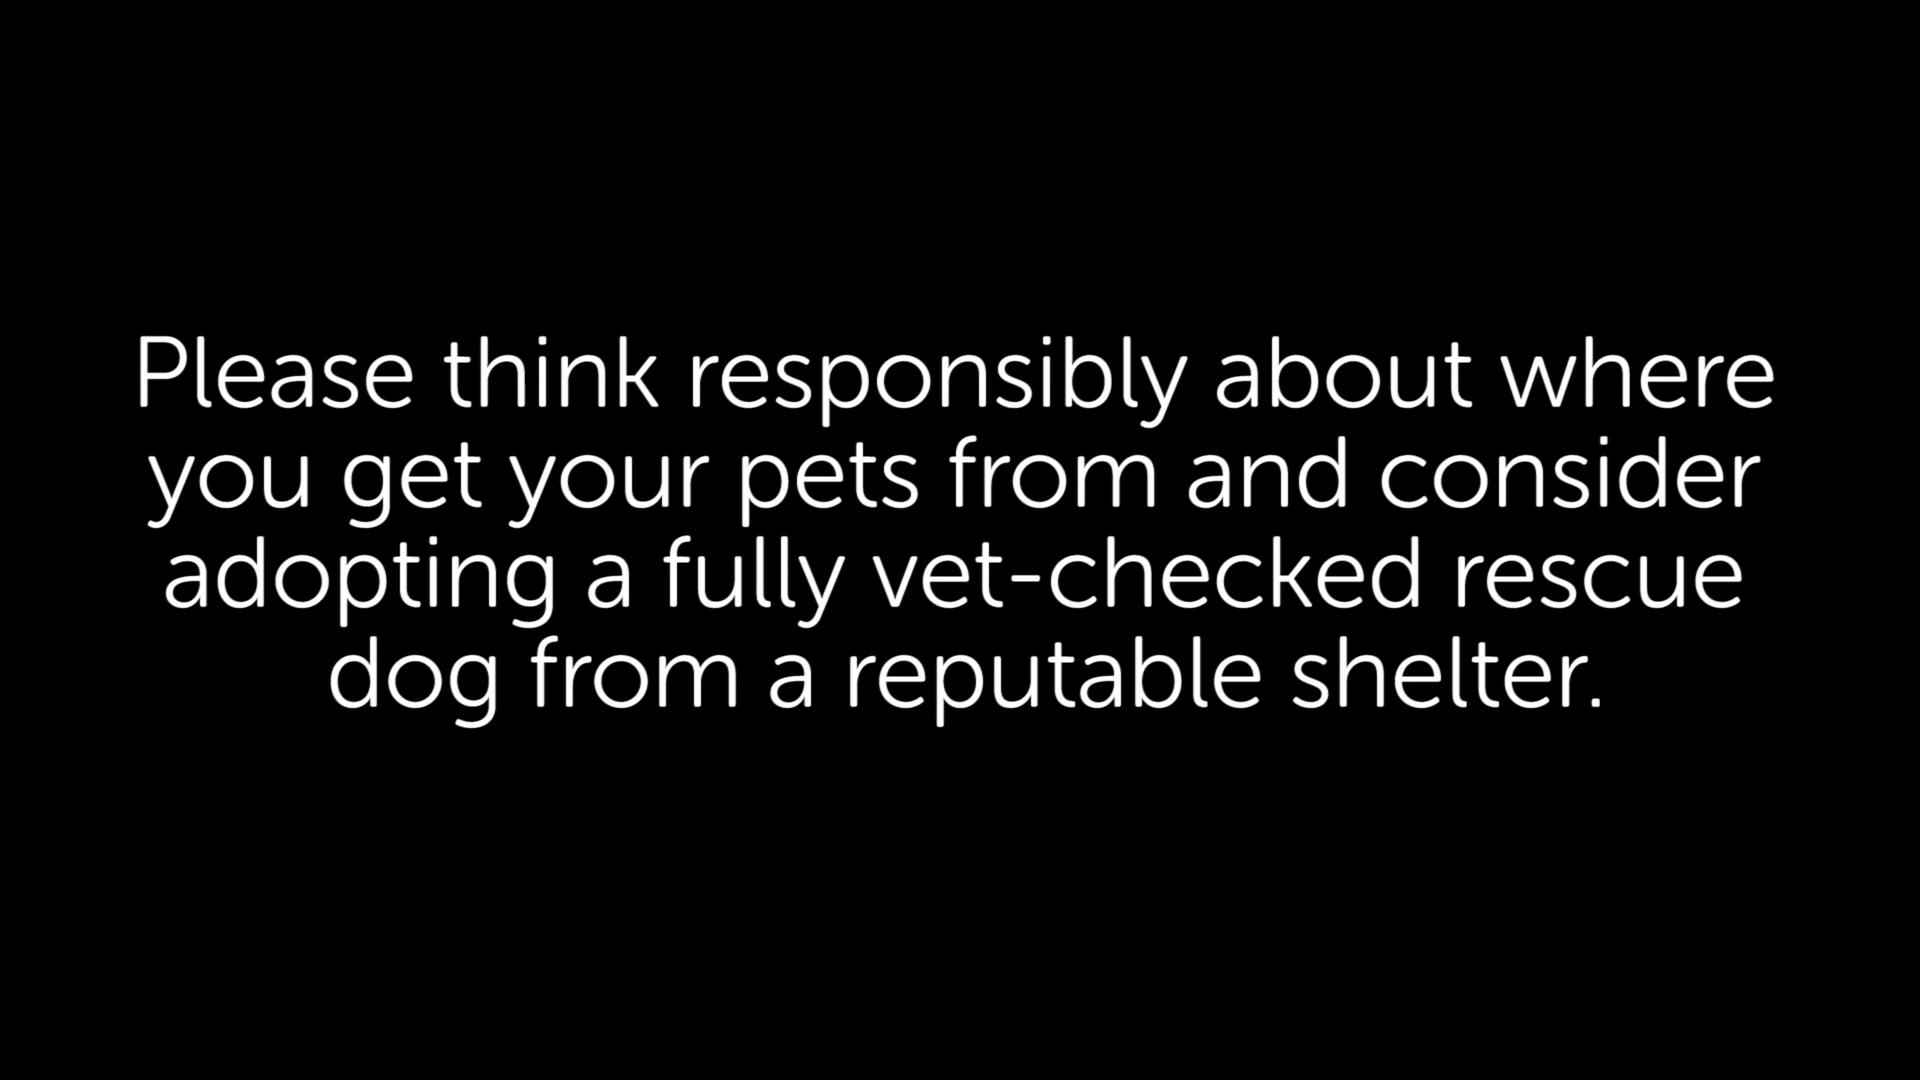 Please think responsibly about where
you get your pets from and consider
adopting a fully vet-checked rescue
dog from a reputable shelter.